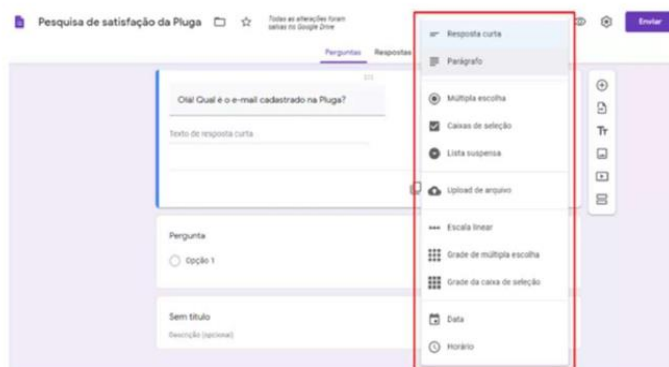 Pesquisa de satisfação da Pluga
Todas as alterações foram
salvas no Google Drive
Enviar
Perguntas Respostas
Olá! Qual é o e-mail cadastrado na Pluga?
Texto de resposta curta
Pergunta
Opção 1
Sem título
Descrição (opcional)
Resposta curta
Parágrafo
Múltipla escolha
Caixas de seleção
Lista suspensa
Upload de arquivo
Escala linear
Grade de múltipla escolha
Grade da caixa de seleção
Data
Horário
Tт